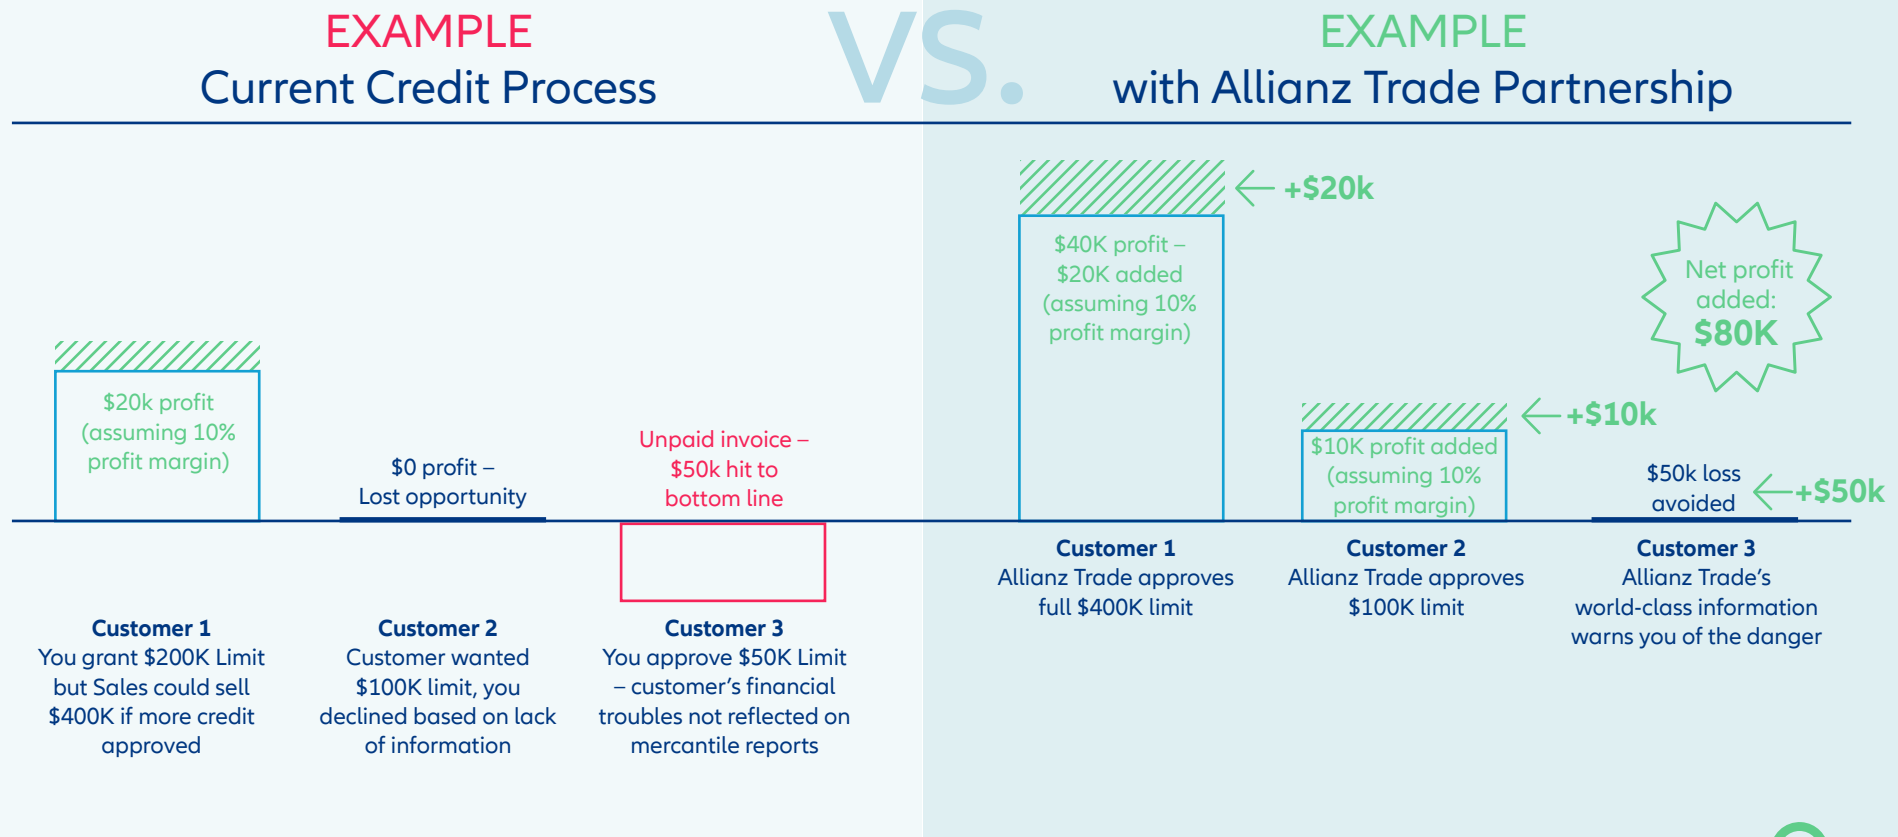 EXAMPLE
Current Credit Process
VS.
EXAMPLE
with Allianz Trade Partnership
$20k profit
(assuming 10%
profit margin)
$0 profit –
Lost opportunity
Unpaid invoice –
$50k hit to
bottom line
Customer 1
You grant $200K Limit
but Sales could sell
$400K if more credit
approved
Customer 2
Customer wanted
$100K limit, you
declined based on lack
of information
Customer 3
You approve $50K Limit
– customer’s financial
troubles not reflected on
mercantile reports
+$20k
$40K profit –
$20K added
(assuming 10%
profit margin)
+$10k
$10K profit added
(assuming 10%
profit margin)
$50k loss
avoided
+$50k
Net profit
added:
$80K
Customer 1
Allianz Trade approves
full $400K limit
Customer 2
Allianz Trade approves
$100K limit
Customer 3
Allianz Trade’s
world-class information
warns you of the danger